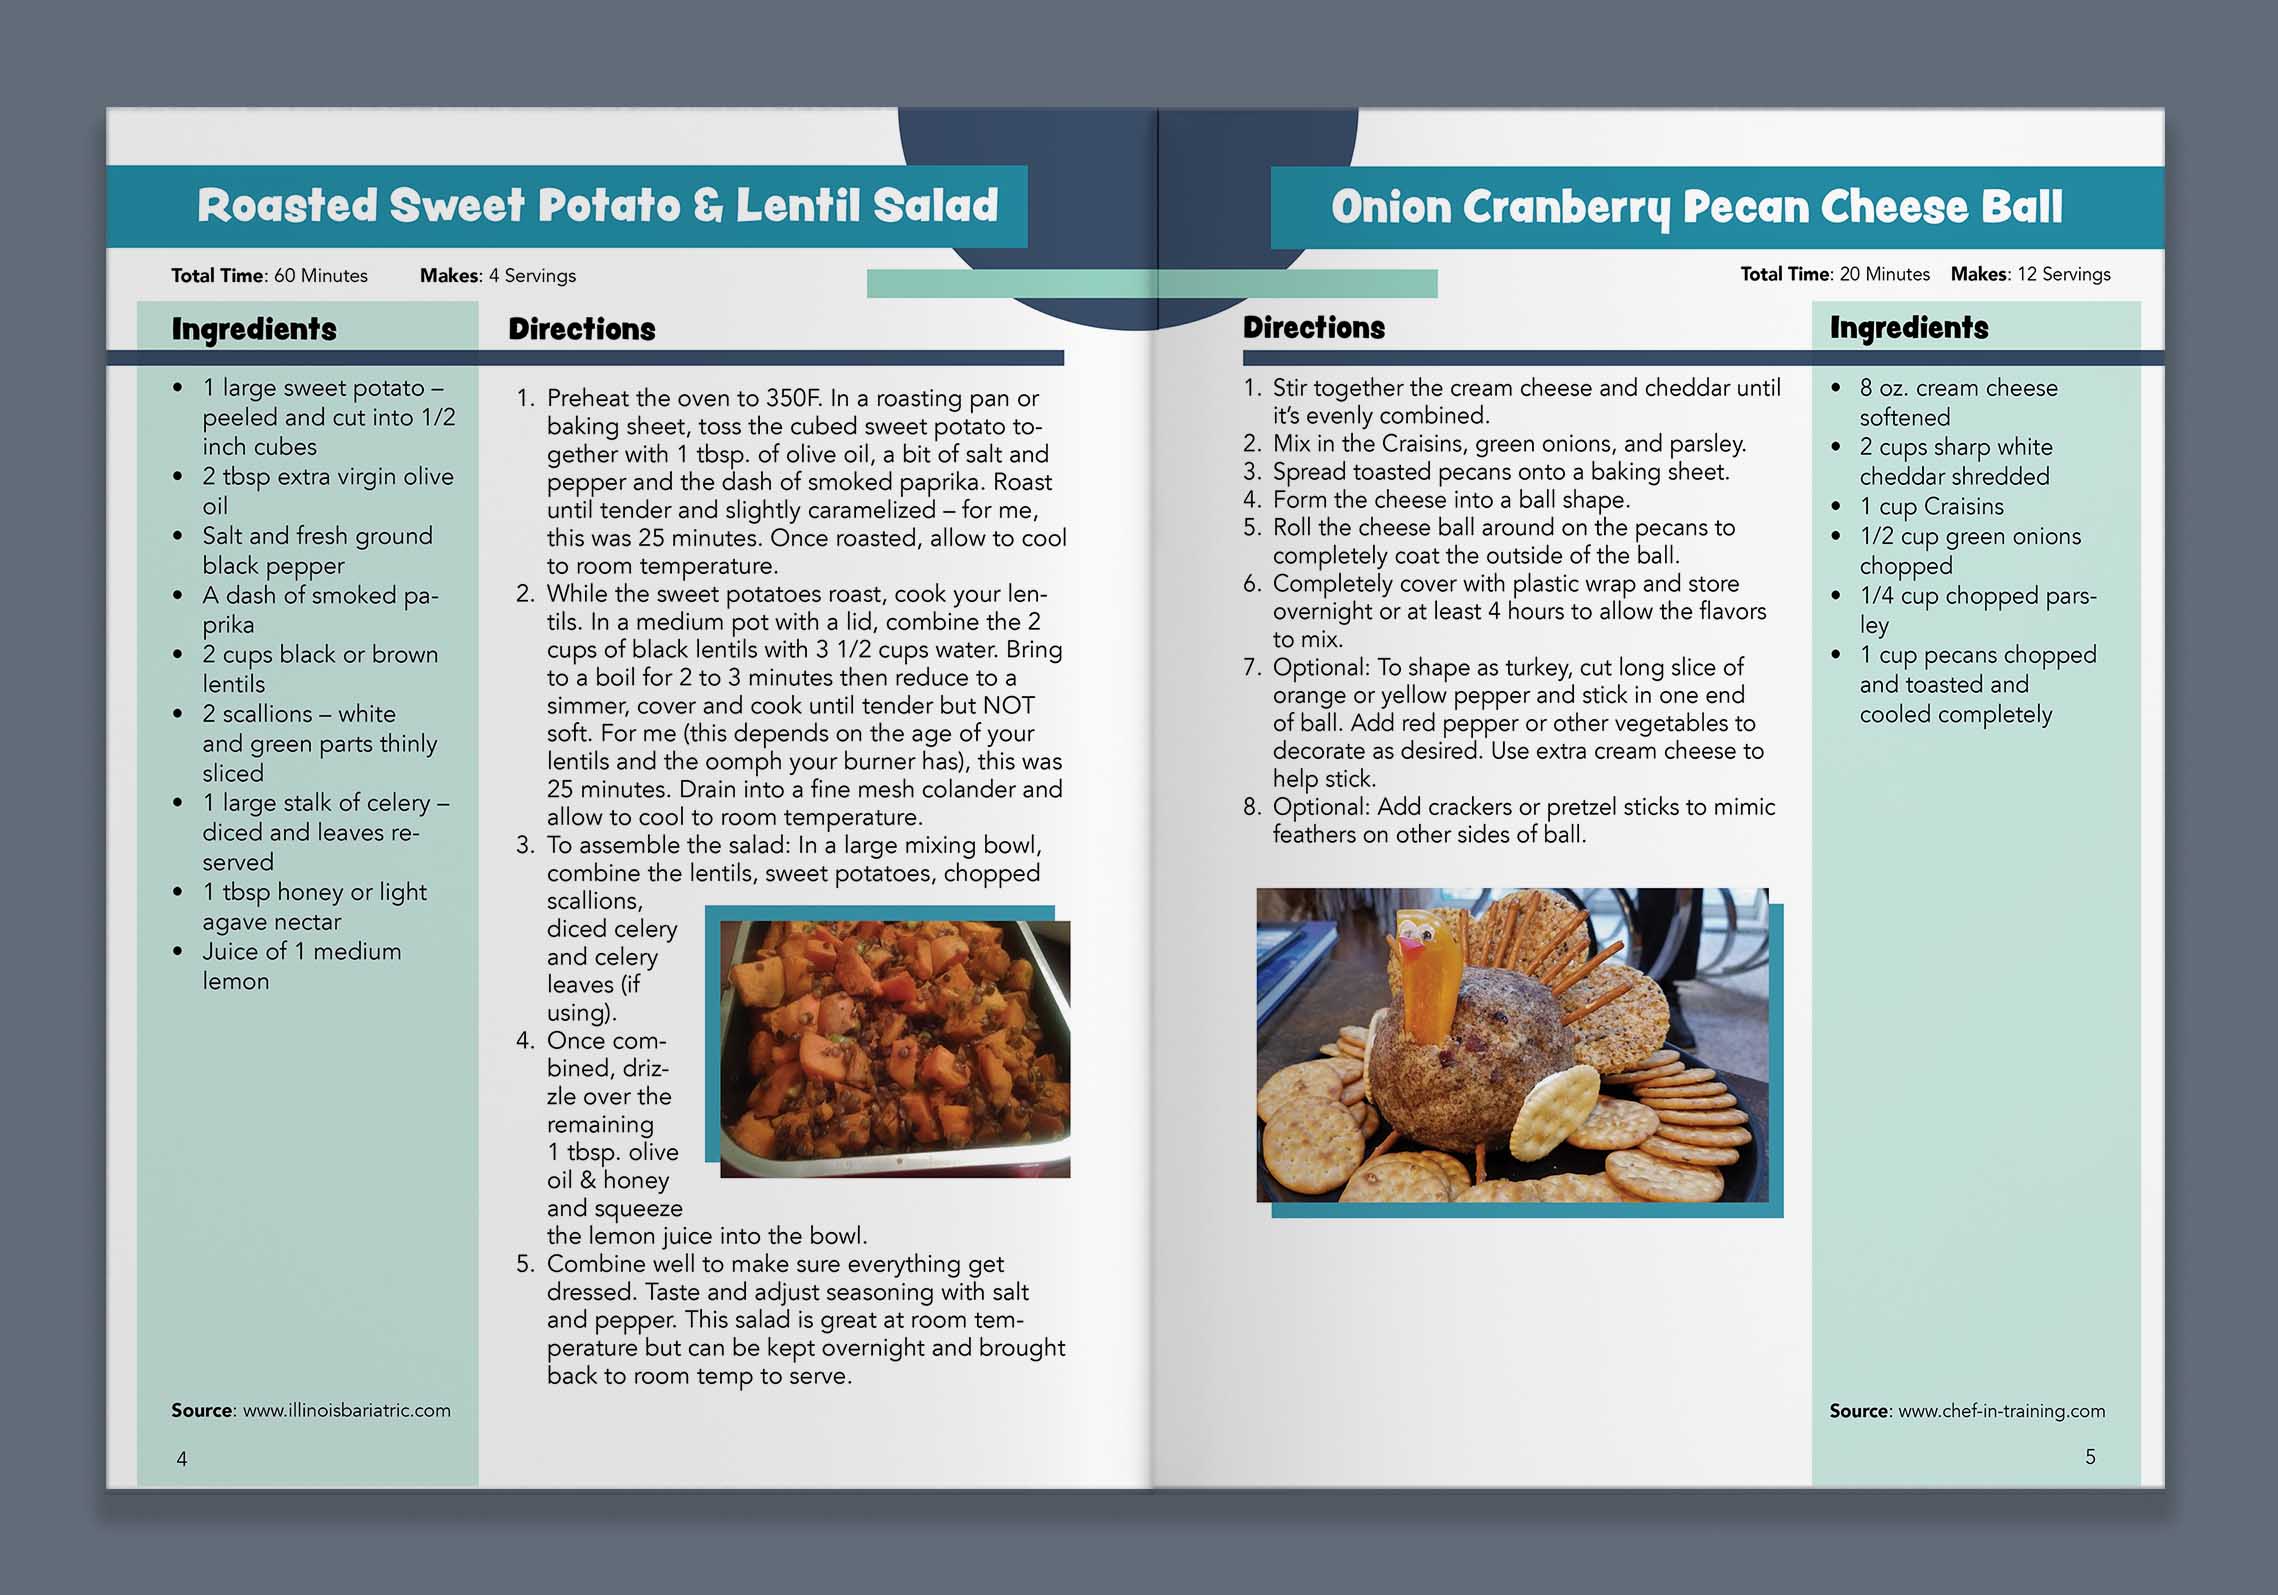 Roasted Sweet Potato & Lentil Salad
Total Time: 60 Minutes Makes: 4 Servings
Ingredients
• 1 large sweet potato –
peeled and cut into 1/2
inch cubes
• 2 tbsp extra virgin olive
oil
• Salt and fresh ground
black pepper
• A dash of smoked pa-
prika
• 2 cups black or brown
lentils
• 2 scallions – white
and green parts thinly
sliced
• 1 large stalk of celery –
diced and leaves re-
served
• 1 tbsp honey or light
agave nectar
• Juice of 1 medium
lemon
Source: www.illinoisbariatric.com
4
Directions
1. Preheat the oven to 350F. In a roasting pan or
baking sheet, toss the cubed sweet potato to-
gether with 1 tbsp. of olive oil, a bit of salt and
pepper and the dash of smoked paprika. Roast
until tender and slightly caramelized – for me,
this was 25 minutes. Once roasted, allow to cool
to room temperature.
2. While the sweet potatoes roast, cook your len-
tils. In a medium pot with a lid, combine the 2
cups of black lentils with 3 1/2 cups water. Bring
to a boil for 2 to 3 minutes then reduce to a
simmer, cover and cook until tender but NOT
soft. For me (this depends on the age of your
lentils and the oomph your burner has), this was
25 minutes. Drain into a fine mesh colander and
allow to cool to room temperature.
3. To assemble the salad: In a large mixing bowl,
combine the lentils, sweet potatoes, chopped
scallions,
diced celery
and celery
leaves (if
using).
4. Once com-
bined, driz-
zle over the
remaining
1 tbsp. olive
oil & honey
and squeeze
the lemon juice into the bowl.
5. Combine well to make sure everything get
dressed. Taste and adjust seasoning with salt
and pepper. This salad is great at room tem-
perature but can be kept overnight and brought
back to room temp to serve.
Onion Cranberry Pecan Cheese Ball
Total Time: 20 Minutes Makes: 12 Servings
Directions
1. Stir together the cream cheese and cheddar until
it's evenly combined.
2. Mix in the Craisins, green onions, and parsley.
3. Spread toasted pecans onto a baking sheet.
4. Form the cheese into a ball shape.
5. Roll the cheese ball around on the pecans to
completely coat the outside of the ball.
6. Completely cover with plastic wrap and store
overnight or at least 4 hours to allow the flavors
to mix.
7. Optional: To shape as turkey, cut long slice of
orange or yellow pepper and stick in one end
of ball. Add red pepper or other vegetables to
decorate as desired. Use extra cream cheese to
help stick.
8. Optional: Add crackers or pretzel sticks to mimic
feathers on other sides of ball.
Ingredients
• 8 oz. cream cheese
softened
• 2 cups sharp white
cheddar shredded
• 1 cup Craisins
• 1/2 cup green onions
chopped
• 1/4 cup chopped pars-
ley
• 1 cup pecans chopped
and toasted and
cooled completely
Source: www.chef-in-training.com
5